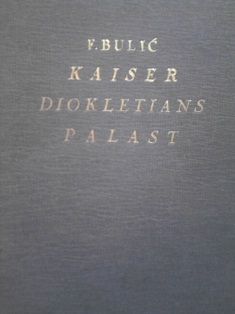 F. BULIĆ
KAISER
DIOKLETIANS
PALAST